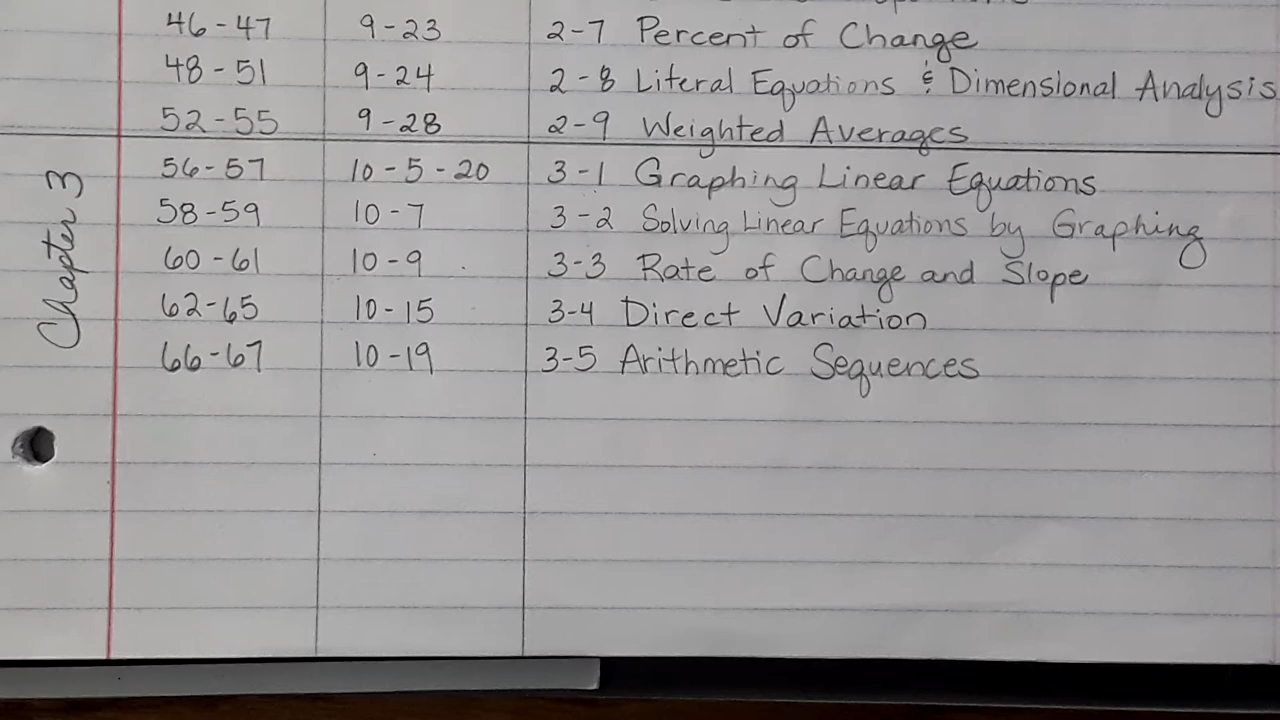 46-47 9-23 2-7 Percent of Change
48-51 9-24 2-8 Literal Equations & Dimensional Analysis
52-55 9-28 2-9 Weighted Averages
Chapter 3
56-57 10-5-20 3-1 Graphing Linear Equations
58-59 10-7 3-2 Solving Linear Equations by Graphing
60-61 10-9 3-3 Rate of Change and Slope
62-65 10-15 3-4 Direct Variation
66-67 10-19 3-5 Arithmetic Sequences